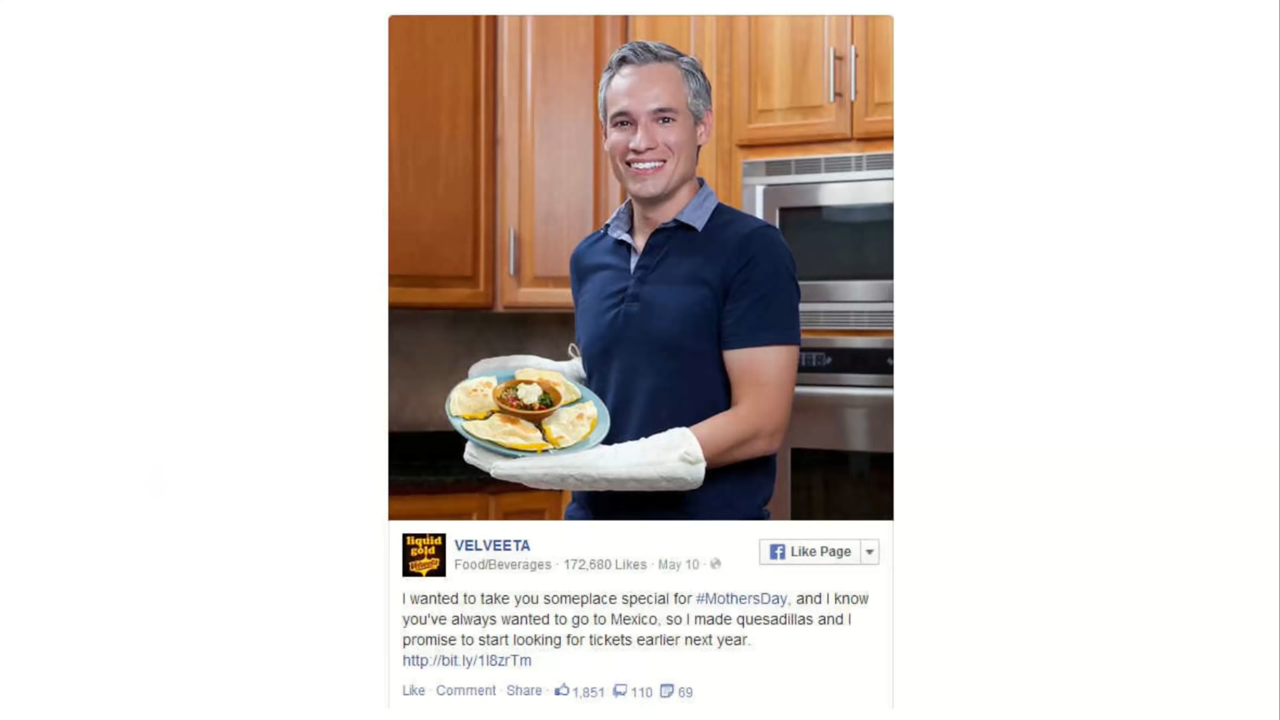 liquid
gold
Velveeta
VELVEETA
Like Page
Food/Beverages · 172,680 Likes · May 10 ·
I wanted to take you someplace special for #MothersDay, and I know
you've always wanted to go to Mexico, so I made quesadillas and I
promise to start looking for tickets earlier next year.
http://bit.ly/1l8zrTm
Like · Comment · Share · 1,851 110 69